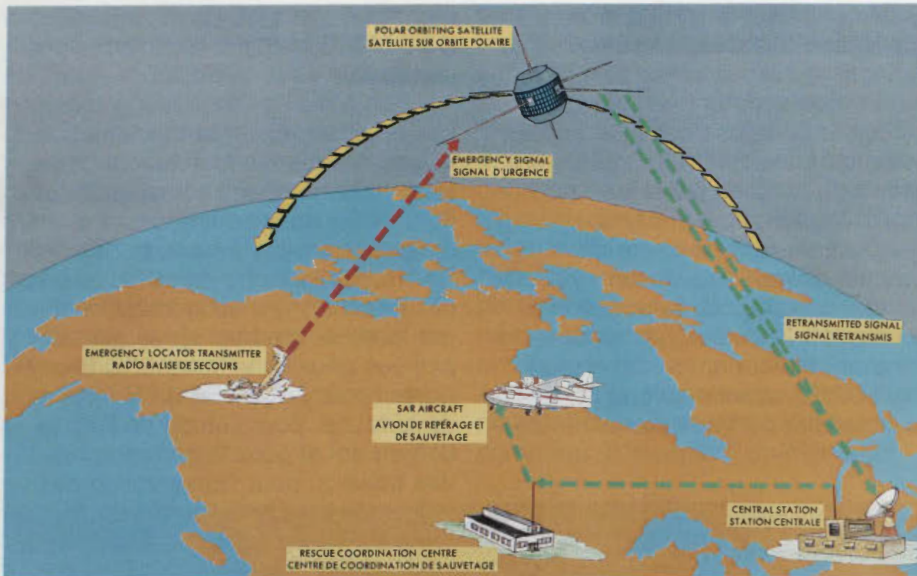 POLAR ORBITING SATELLITE
SATELLITE SUR ORBITE POLAIRE
EMERGENCY SIGNAL
SIGNAL D'URGENCE
RETRANSMITTED SIGNAL
SIGNAL RETRANSMIS
EMERGENCY LOCATOR TRANSMITTER
RADIO BALISE DE SECOURS
SAR AIRCRAFT
AVION DE REPÉRAGE ET
DE SAUVETAGE
CENTRAL STATION
STATION CENTRALE
RESCUE COORDINATION CENTRE
CENTRE DE COORDINATION DE SAUVETAGE